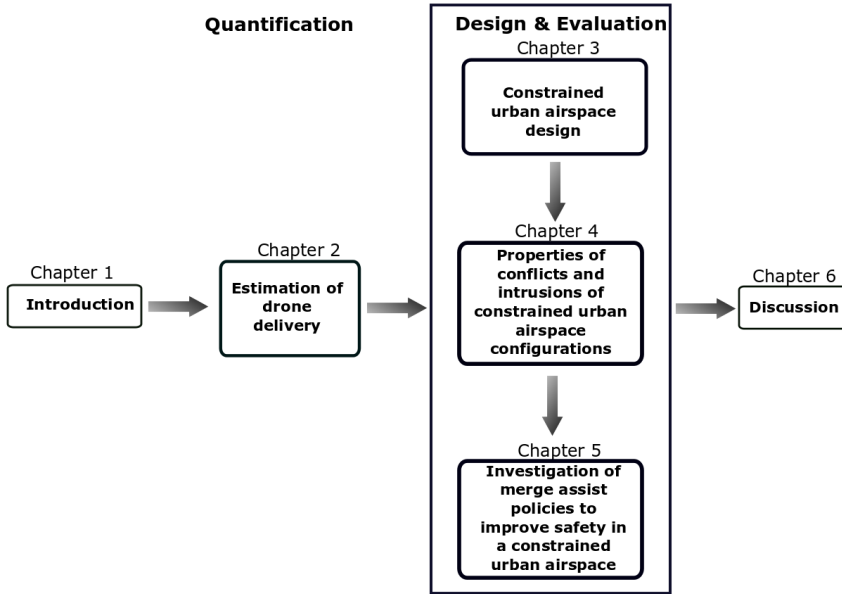 Quantification
Design & Evaluation
Chapter 3
Constrained
urban airspace
design
Chapter 4
Properties of
conflicts and
intrusions of
constrained urban
airspace
configurations
Chapter 1
Introduction
Chapter 2
Estimation of
drone
delivery
Chapter 6
Discussion
Chapter 5
Investigation of
merge assist
policies to
improve safety in
a constrained
urban airspace